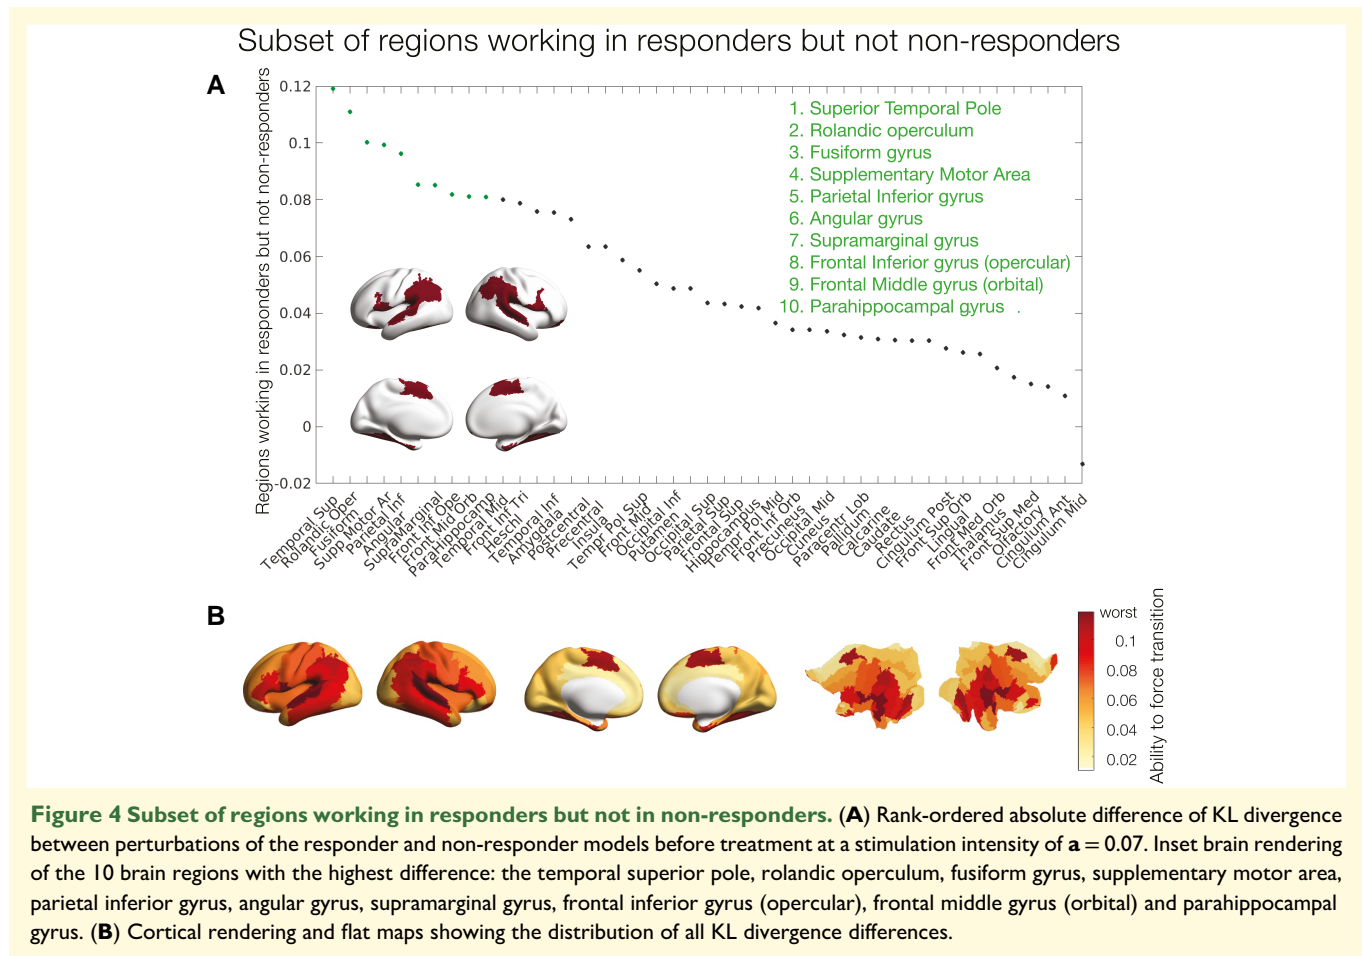 Subset of regions working in responders but not non-responders
A
Regions working in responders but not non-responders
0.12
0.1
0.08
0.06
0.04
0.02
0
-0.02
1. Superior Temporal Pole
2. Rolandic operculum
3. Fusiform gyrus
4. Supplementary Motor Area
5. Parietal Inferior gyrus
6. Angular gyrus
7. Supramarginal gyrus
8. Frontal Inferior gyrus (opercular)
9. Frontal Middle gyrus (orbital)
10. Parahippocampal gyrus .
Temporal Sup
Rolandic Oper
Fusiform
Supp Motor Ar
Parietal Inf
Angular
SupraMarginal
Front Inf Ope
Front Mid Orb
ParaHippocamp
Temporal Mid
Front Inf Tri
Heschl
Temporal Inf
Amygdala
Postcentral
Precentral
Insula
Tempr Pol Sup
Front Mid
Occipital Inf
Putamen
Occipital Sup
Parietal Sup
Frontal Sup
Hippocampus
Tempr Pol Mid
Front Inf Orb
Precuneus
Occipital Mid
Cuneus
Paracentr Lob
Pallidum
Calcarine
Caudate
Rectus
Cingulum Post
Front Sup Orb
Lingual
Front Med Orb
Thalamus
Front Sup Med
Olfactory
Cingulum Ant
Cingulum Mid
B
worst
0.1
0.08
0.06
0.04
0.02
Ability to force transition
Figure 4 Subset of regions working in responders but not in non-responders. (A) Rank-ordered absolute difference of KL divergence
between perturbations of the responder and non-responder models before treatment at a stimulation intensity of a = 0.07. Inset brain rendering
of the 10 brain regions with the highest difference: the temporal superior pole, rolandic operculum, fusiform gyrus, supplementary motor area,
parietal inferior gyrus, angular gyrus, supramarginal gyrus, frontal inferior gyrus (opercular), frontal middle gyrus (orbital) and parahippocampal
gyrus. (B) Cortical rendering and flat maps showing the distribution of all KL divergence differences.